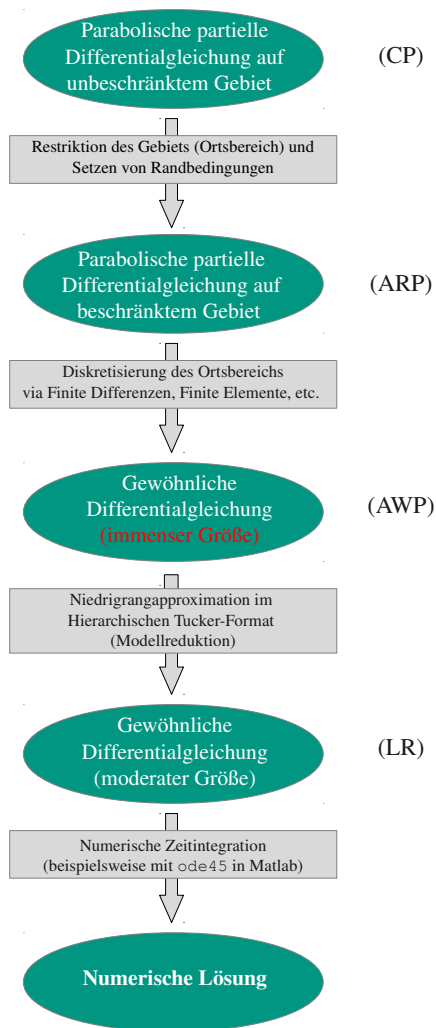 Parabolische partielle
Differentialgleichung auf
unbeschränktem Gebiet
(CP)
Restriktion des Gebiets (Ortsbereich) und
Setzen von Randbedingungen
Parabolische partielle
Differentialgleichung auf
beschränktem Gebiet
(ARP)
Diskretisierung des Ortsbereichs
via Finite Differenzen, Finite Elemente, etc.
Gewöhnliche
Differentialgleichung
(immenser Größe)
(AWP)
Niedrigrangapproximation im
Hierarchischen Tucker-Format
(Modellreduktion)
Gewöhnliche
Differentialgleichung
(moderater Größe)
(LR)
Numerische Zeitintegration
(beispielsweise mit ode45 in Matlab)
Numerische Lösung